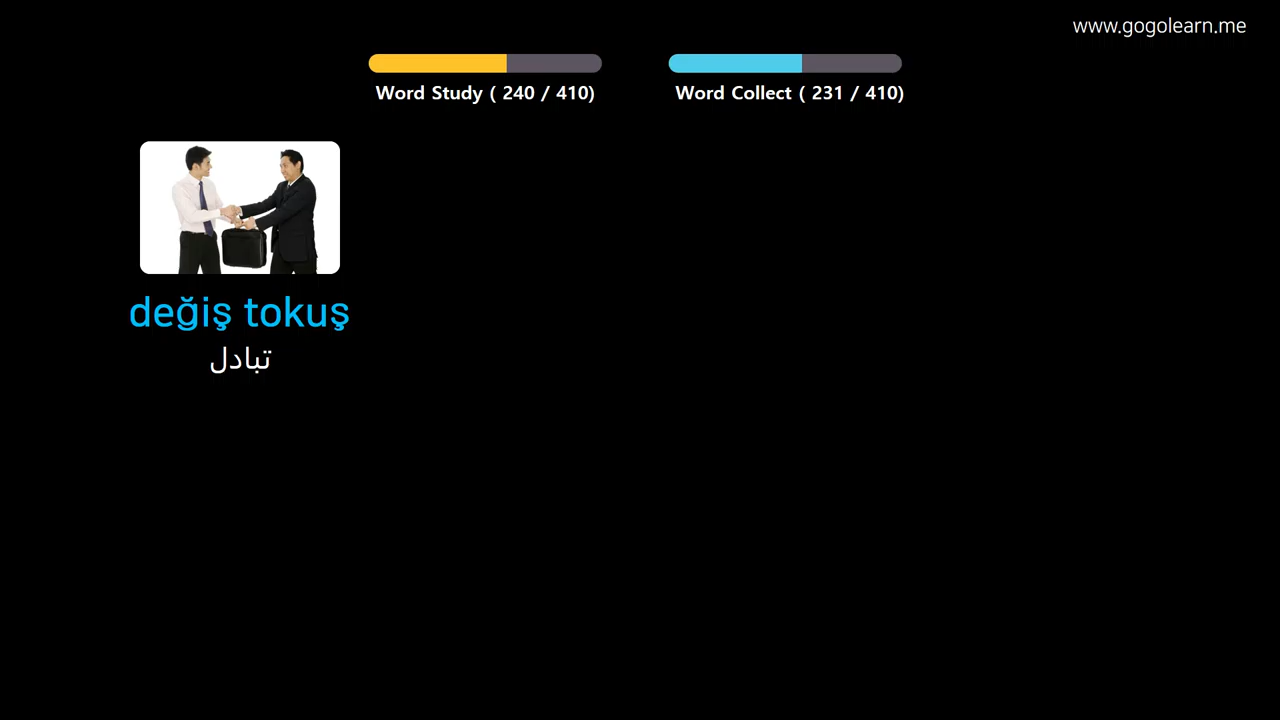 www.gogolearn.me
Word Study ( 240 / 410)
Word Collect ( 231 / 410)
değiş tokuş
تبادل